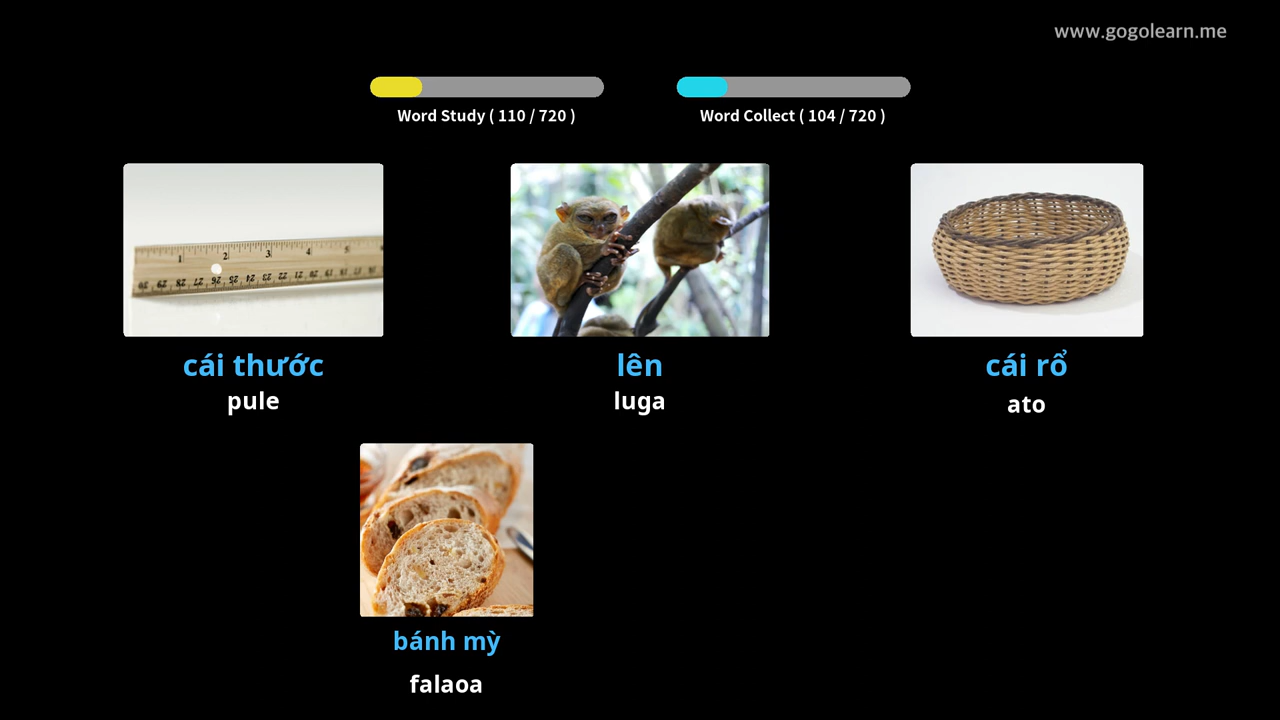 www.gogolearn.me
Word Study ( 110 / 720 )
Word Collect ( 104 / 720 )
cái thước
pule
lên
luga
cái rổ
ato
bánh mỳ
falaoa